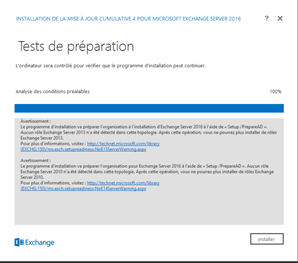 INSTALLATION DE LA MISE À JOUR CUMULATIVE 4 POUR MICROSOFT EXCHANGE SERVER 2016 ? ×
Tests de préparation
L'ordinateur sera contrôlé pour vérifier que le programme d'installation peut continuer.
Analyse des conditions préalables 100%
Avertissement :
Le programme d'installation va préparer l'organisation à l'installation d'Exchange Server 2016 à l'aide de « Setup /PrepareAD ».
Aucun rôle Exchange Server 2013 n'a été détecté dans cette topologie. Après cette opération, vous ne pourrez plus installer de rôles Exchange
Server 2013.
Pour plus d'informations, visitez : http://technet.microsoft.com/library
(EXCHG.150)/ms.exch.setupreadiness.NoE15ServerWarning.aspx
Avertissement :
Le programme d'installation va préparer l'organisation pour Exchange Server 2016 à l'aide de « Setup /PrepareAD ». Aucun
rôle Exchange Server 2010 n'a été détecté dans cette topologie. Après cette opération, vous ne pourrez plus installer de rôles Exchange
Server 2010.
Pour plus d'informations, visitez : http://technet.microsoft.com/library
(EXCHG.150)/ms.exch.setupreadiness.NoE14ServerWarning.aspx
Exchange
installer